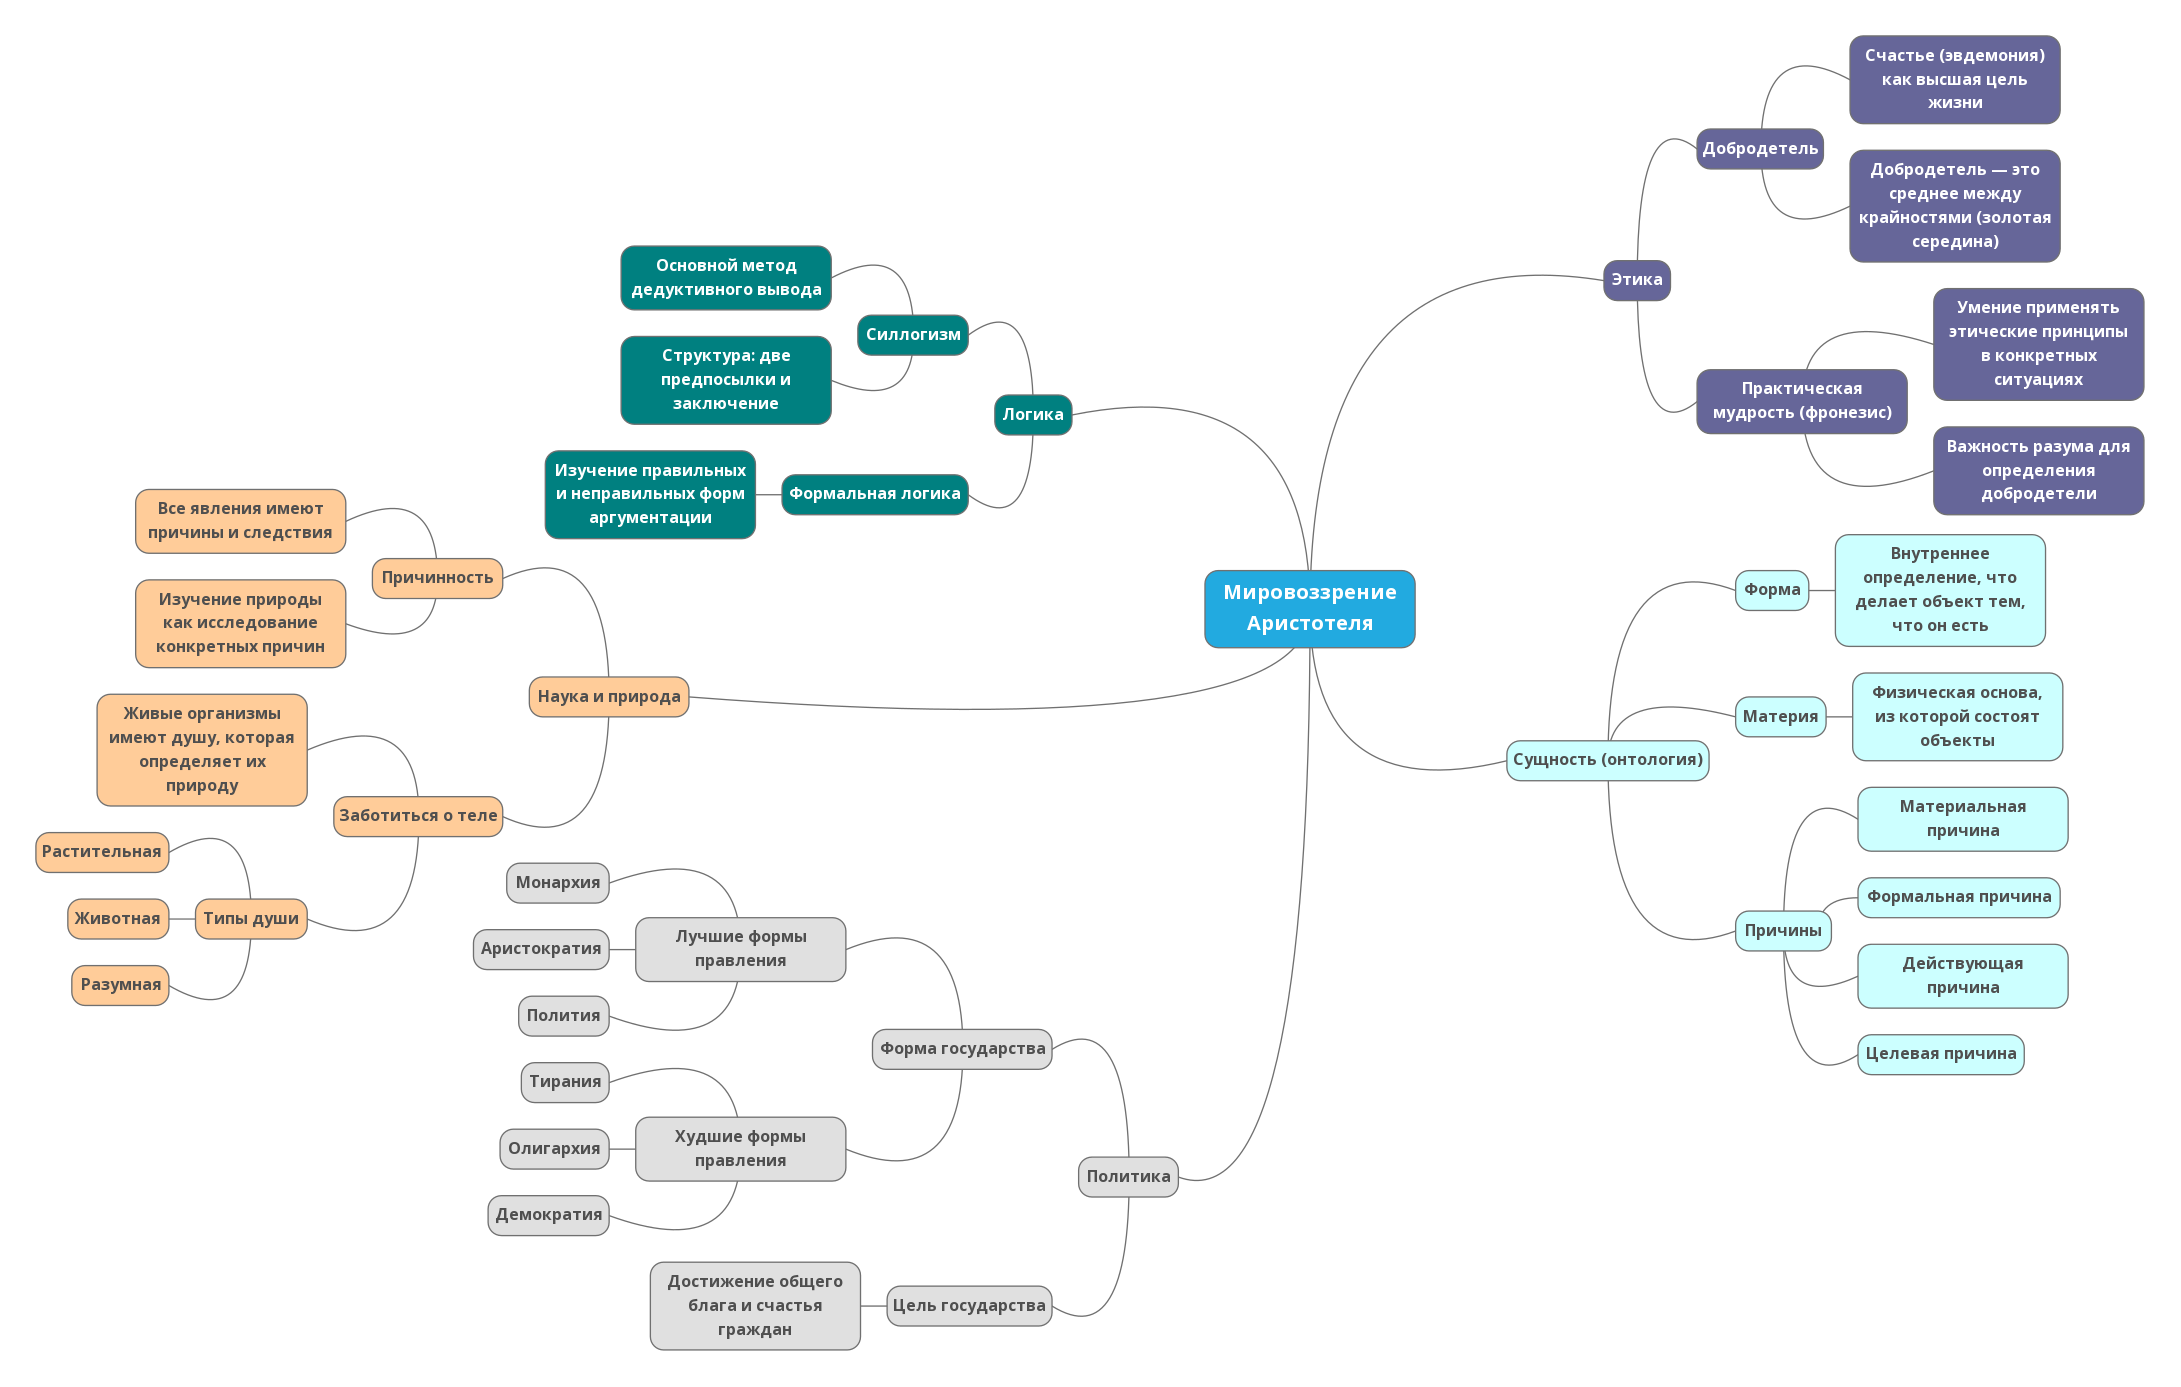 Мировоззрение
Аристотеля
Этика
Добродетель
Счастье (эвдемония)
как высшая цель
жизни
Добродетель — это
среднее между
крайностями (золотая
середина)
Практическая
мудрость (фронезис)
Умение применять
этические принципы
в конкретных
ситуациях
Важность разума для
определения
добродетели
Сущность (онтология)
Форма
Внутреннее
определение, что
делает объект тем,
что он есть
Материя
Физическая основа,
из которой состоят
объекты
Причины
Материальная
причина
Формальная причина
Действующая
причина
Целевая причина
Логика
Силлогизм
Основной метод
дедуктивного вывода
Структура: две
предпосылки и
заключение
Формальная логика
Изучение правильных
и неправильных форм
аргументации
Наука и природа
Причинность
Все явления имеют
причины и следствия
Изучение природы
как исследование
конкретных причин
Заботиться о теле
Живые организмы
имеют душу, которая
определяет их
природу
Типы души
Растительная
Животная
Разумная
Политика
Форма государства
Лучшие формы
правления
Монархия
Аристократия
Полития
Худшие формы
правления
Тирания
Олигархия
Демократия
Цель государства
Достижение общего
блага и счастья
граждан